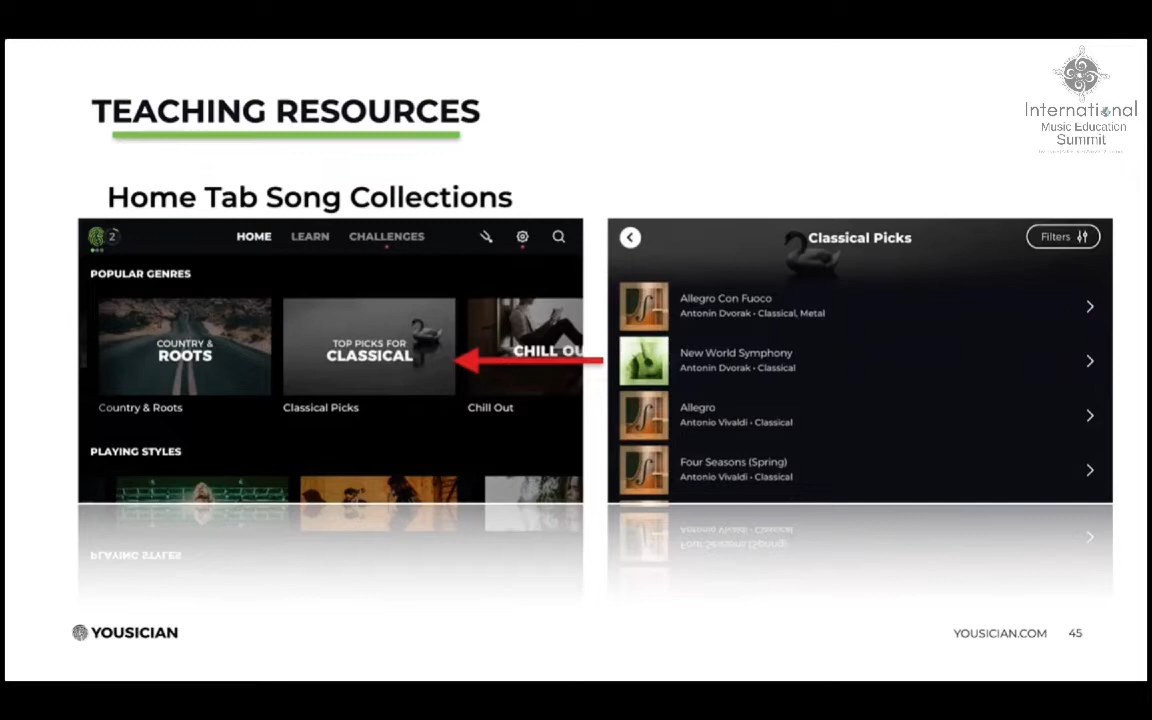 TEACHING RESOURCES
International
Music Education
Summit
Home Tab Song Collections
2
HOME
LEARN
CHALLENGES
POPULAR GENRES
COUNTRY &
ROOTS
TOP PICKS FOR
CLASSICAL
CHILL OU
Country & Roots
Classical Picks
Chill Out
PLAYING STYLES
Classical Picks
Filters
Allegro Con Fuoco
Antonin Dvorak • Classical, Metal
New World Symphony
Antonin Dvorak • Classical
Allegro
Antonio Vivaldi • Classical
Four Seasons (Spring)
Antonio Vivaldi • Classical
YOUSICIAN
YOUSICIAN.COM
45